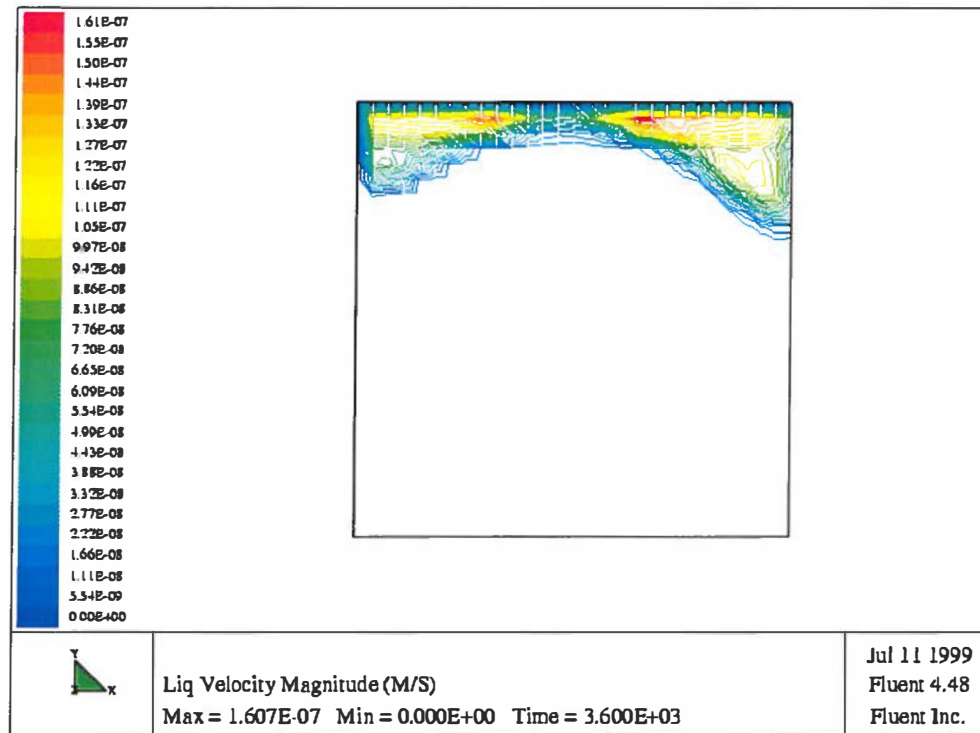 1.61E-07
1.55E-07
1.50E-07
1.44E-07
1.39E-07
1.33E-07
1.27E-07
1.22E-07
1.16E-07
1.11E-07
1.05E-07
9.97E-08
9.42E-08
8.86E-08
8.31E-08
7.76E-08
7.20E-08
6.65E-08
6.09E-08
5.54E-08
4.99E-08
4.43E-08
3.88E-08
3.32E-08
2.77E-08
2.22E-08
1.66E-08
1.11E-08
5.54E-09
0.00E+00
Y
Z X
Liq Velocity Magnitude (M/S)
Max = 1.607E-07 Min = 0.000E+00 Time = 3.600E+03
Jul 11 1999
Fluent 4.48
Fluent Inc.